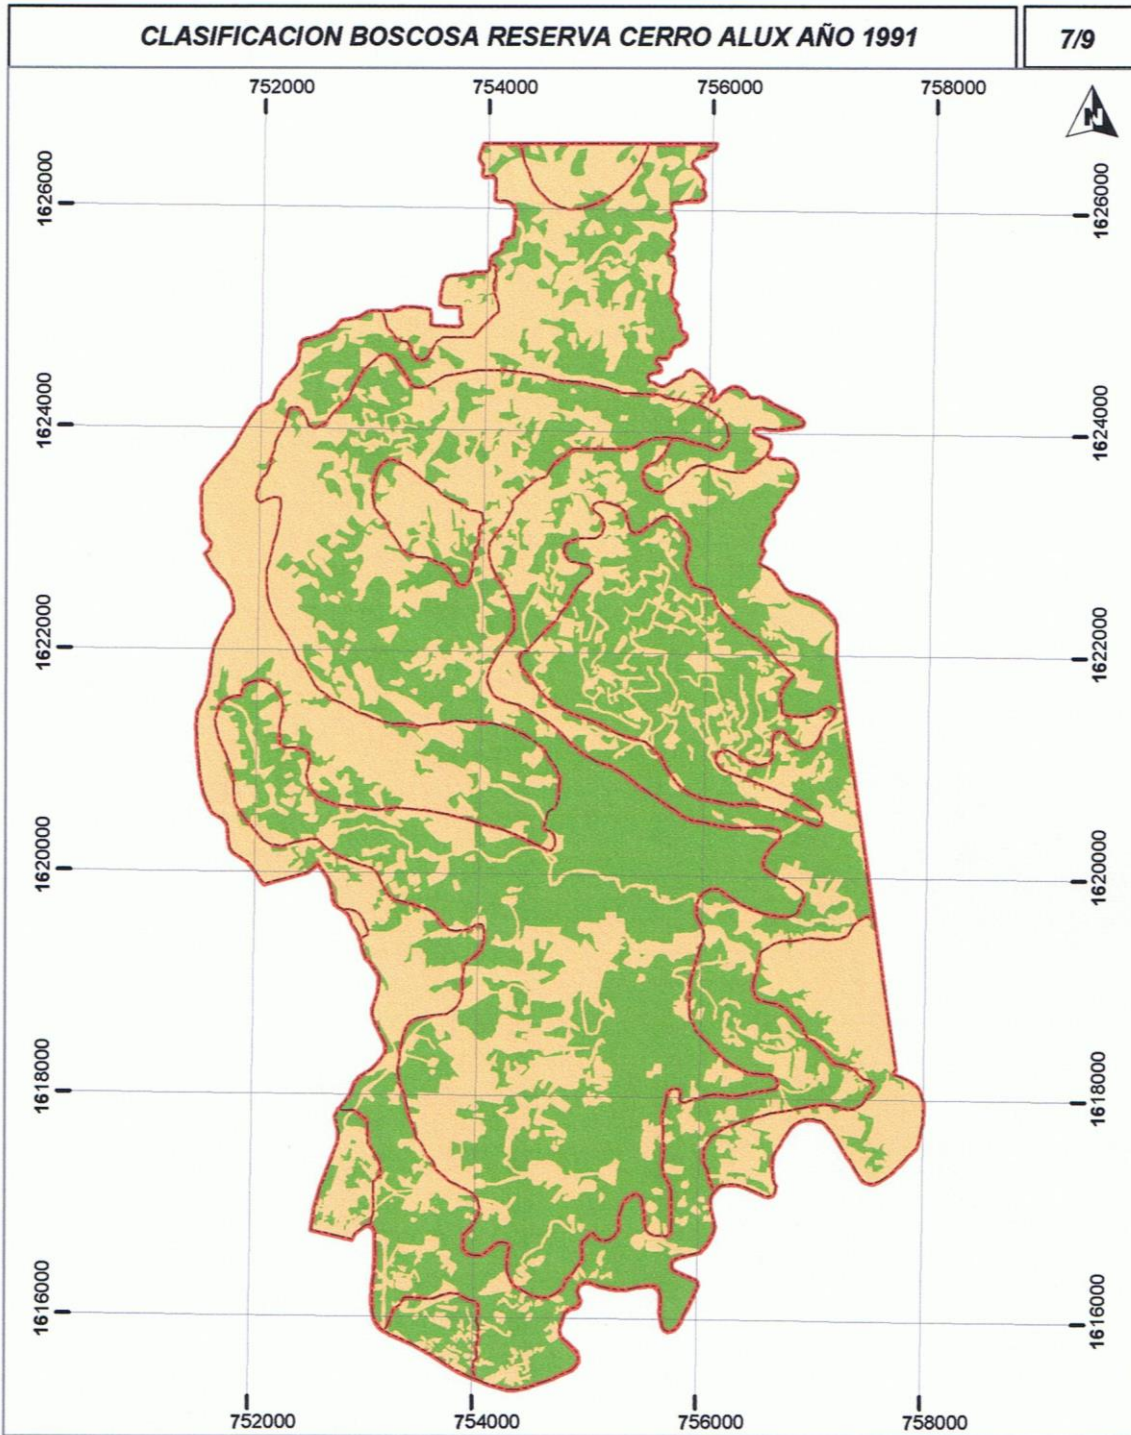 CLASIFICACION BOSCOSA RESERVA CERRO ALUX AÑO 1991
7/9
752000 754000 756000 758000
N
1626000 1626000
1624000 1624000
1622000 1622000
1620000 1620000
1618000 1618000
1616000 1616000
752000 754000 756000 758000